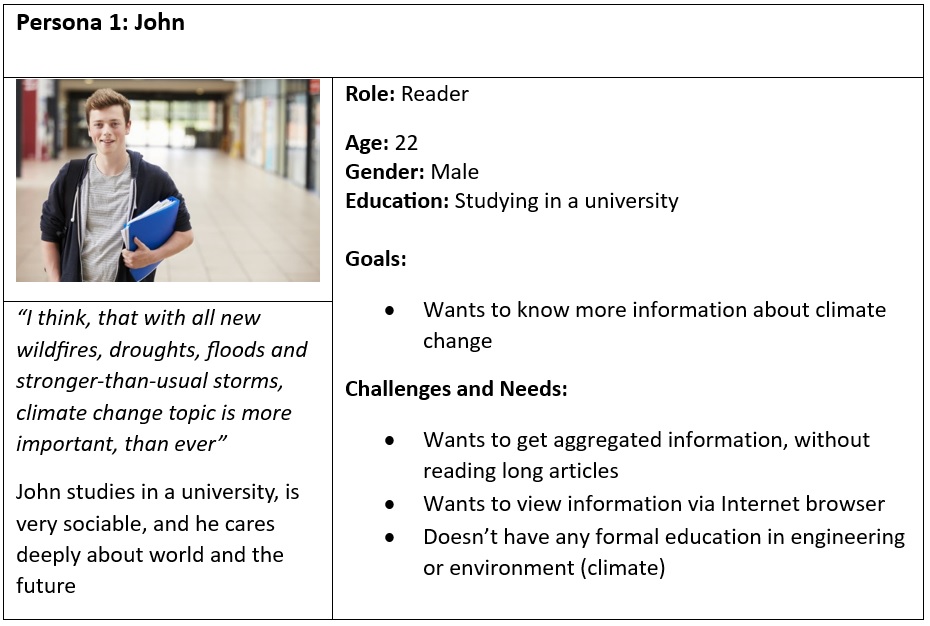 Persona 1: John
“I think, that with all new
wildfires, droughts, floods and
stronger-than-usual storms,
climate change topic is more
important, than ever”
John studies in a university, is
very sociable, and he cares
deeply about world and the
future
Role: Reader
Age: 22
Gender: Male
Education: Studying in a university
Goals:
• Wants to know more information about climate
change
Challenges and Needs:
• Wants to get aggregated information, without
reading long articles
• Wants to view information via Internet browser
• Doesn’t have any formal education in engineering
or environment (climate)